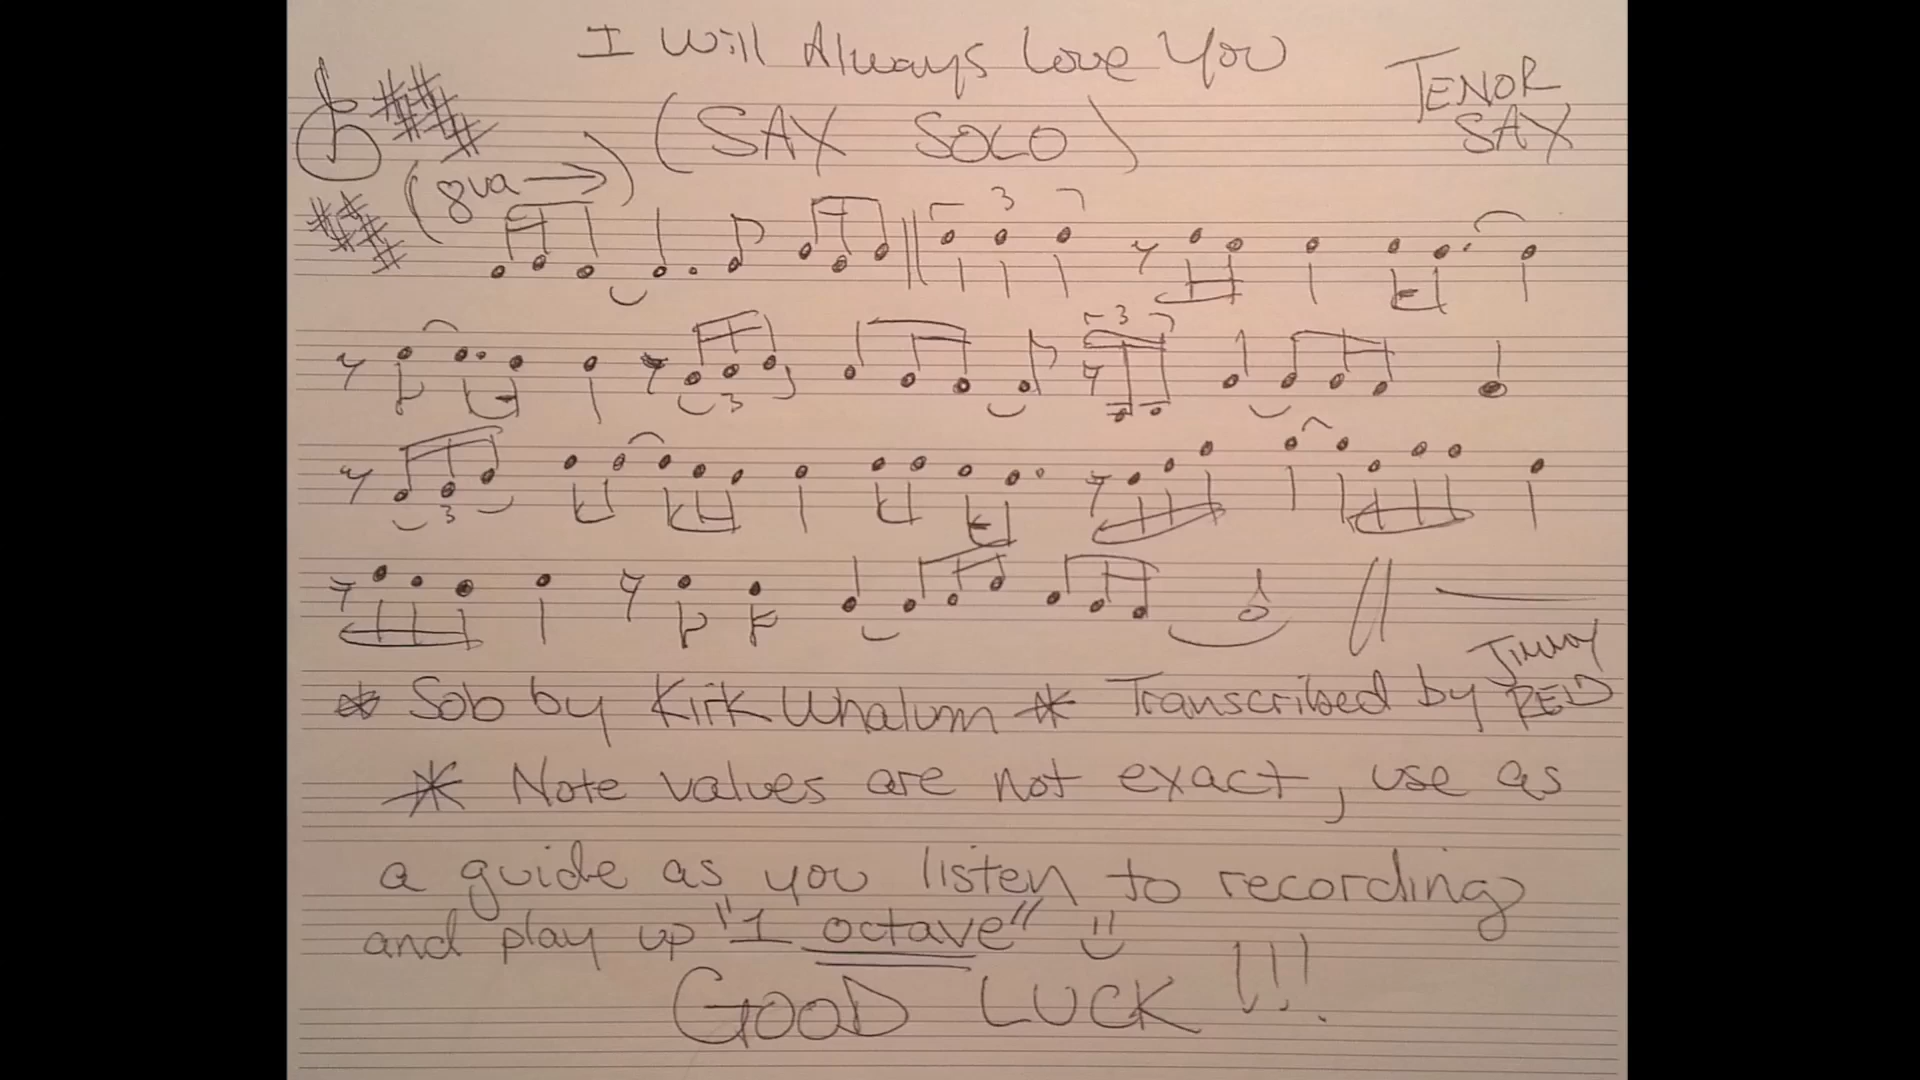 I Will Always Love You
TENOR
SAX
(SAX SOLO)
(8va →)
3
3
3
3
* Solo by Kirk Whalum * Transcribed by Jimmy REID
* Note values are not exact, use as
a guide as you listen to recording
and play up "1 octave" :)
GOOD LUCK !!!